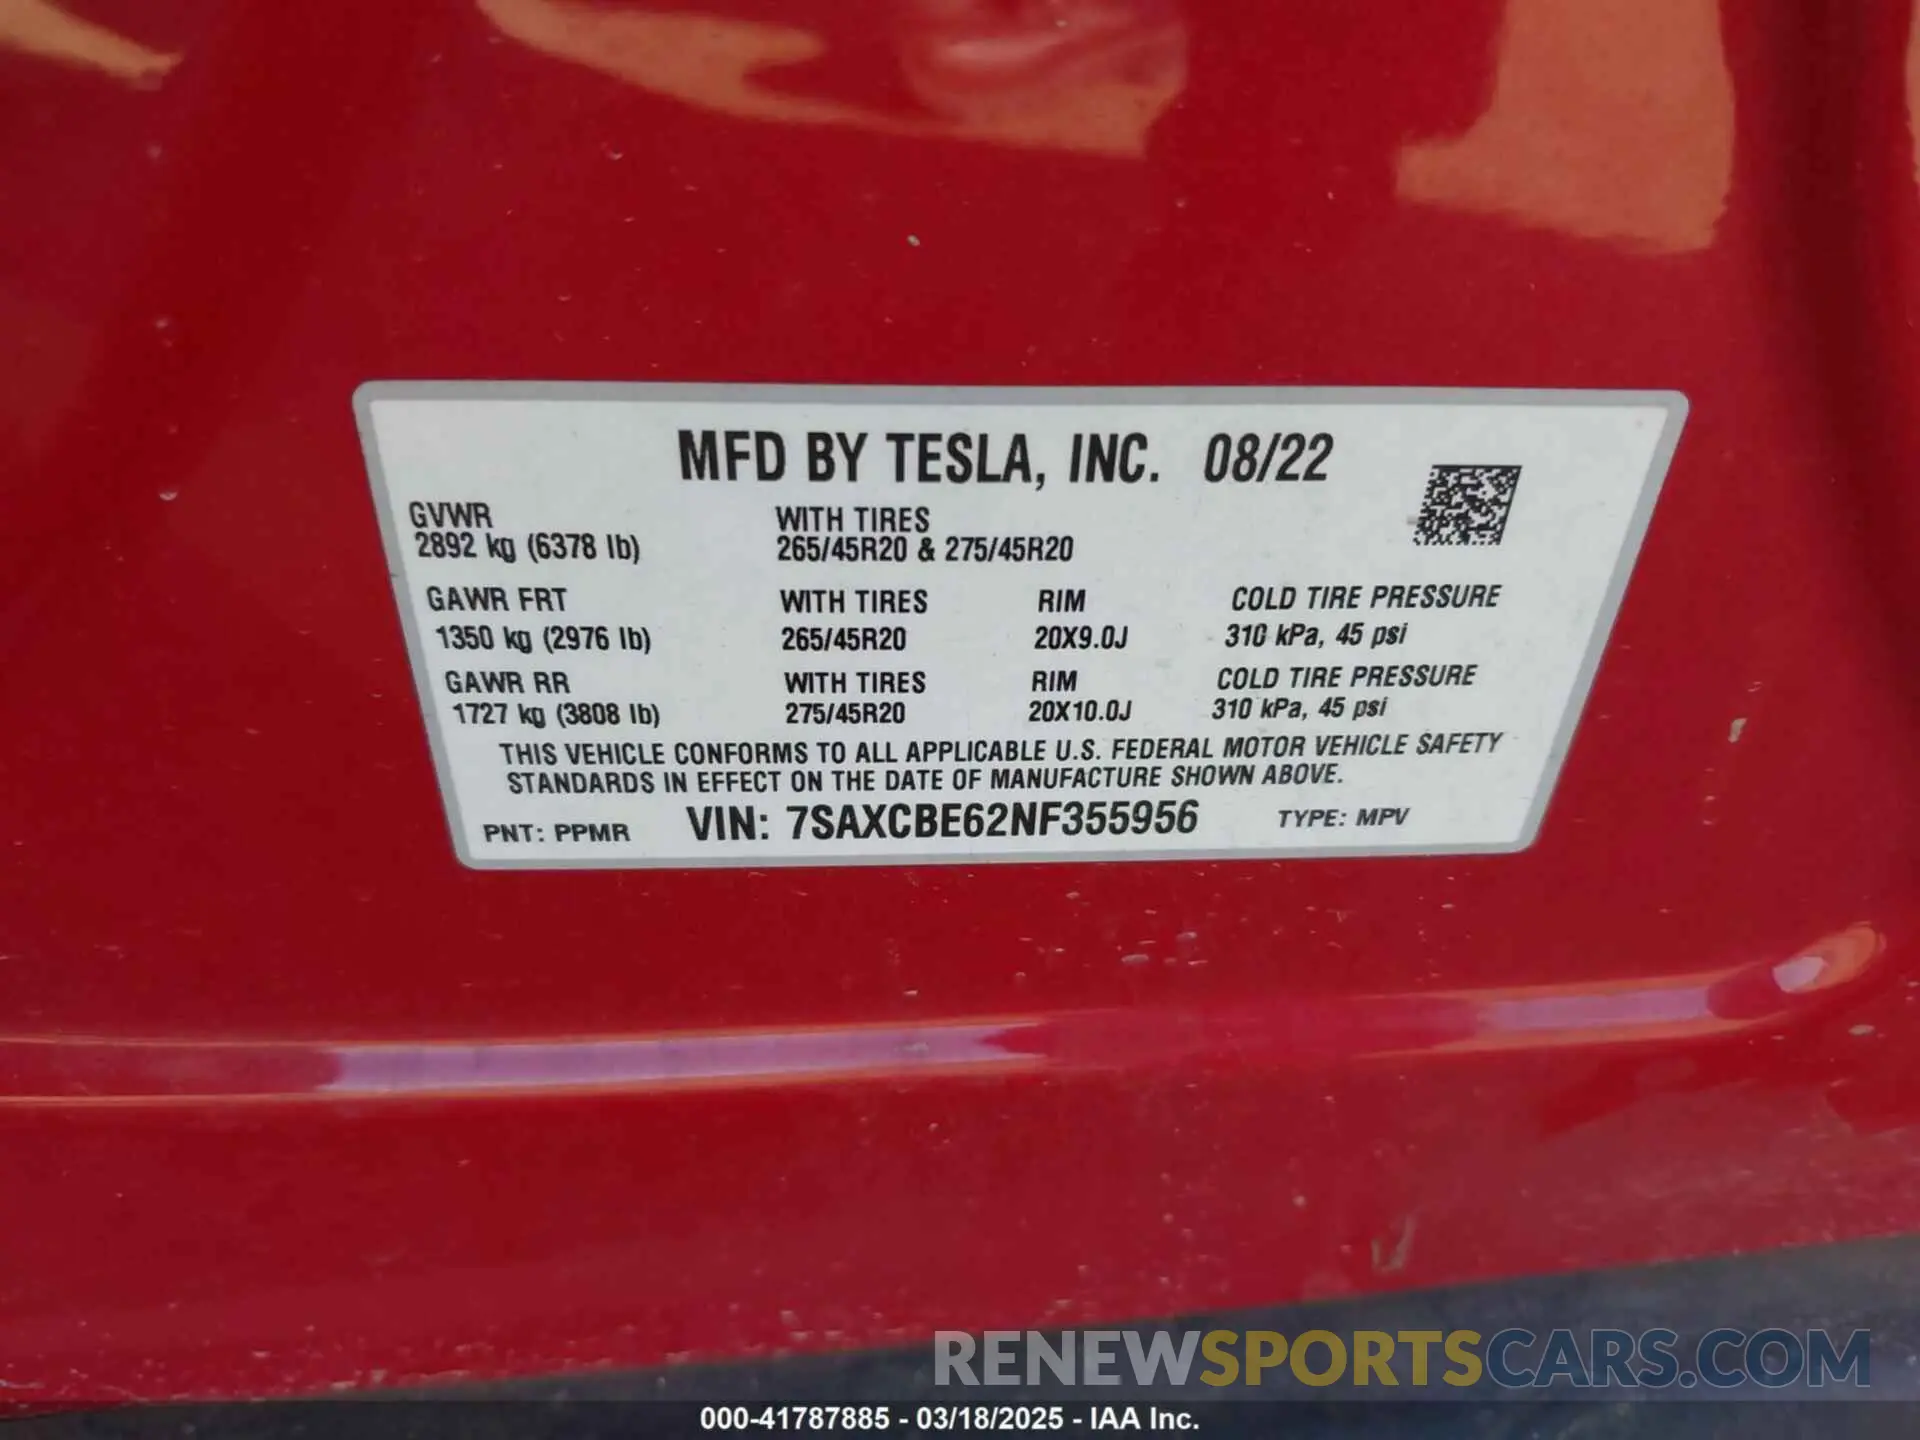 MFD BY TESLA, INC. 08/22
GVWR WITH TIRES
2892 kg (6378 lb) 265/45R20 & 275/45R20
GAWR FRT WITH TIRES RIM COLD TIRE PRESSURE
1350 kg (2976 lb) 265/45R20 20X9.0J 310 kPa, 45 psi
GAWR RR WITH TIRES RIM COLD TIRE PRESSURE
1727 kg (3808 lb) 275/45R20 20X10.0J 310 kPa, 45 psi
THIS VEHICLE CONFORMS TO ALL APPLICABLE U.S. FEDERAL MOTOR VEHICLE SAFETY
STANDARDS IN EFFECT ON THE DATE OF MANUFACTURE SHOWN ABOVE.
PNT: PPMR VIN: 7SAXCBE62NF355956 TYPE: MPV
RENEWSPORTSCARS.COM
000-41787885 - 03/18/2025 - IAA Inc.